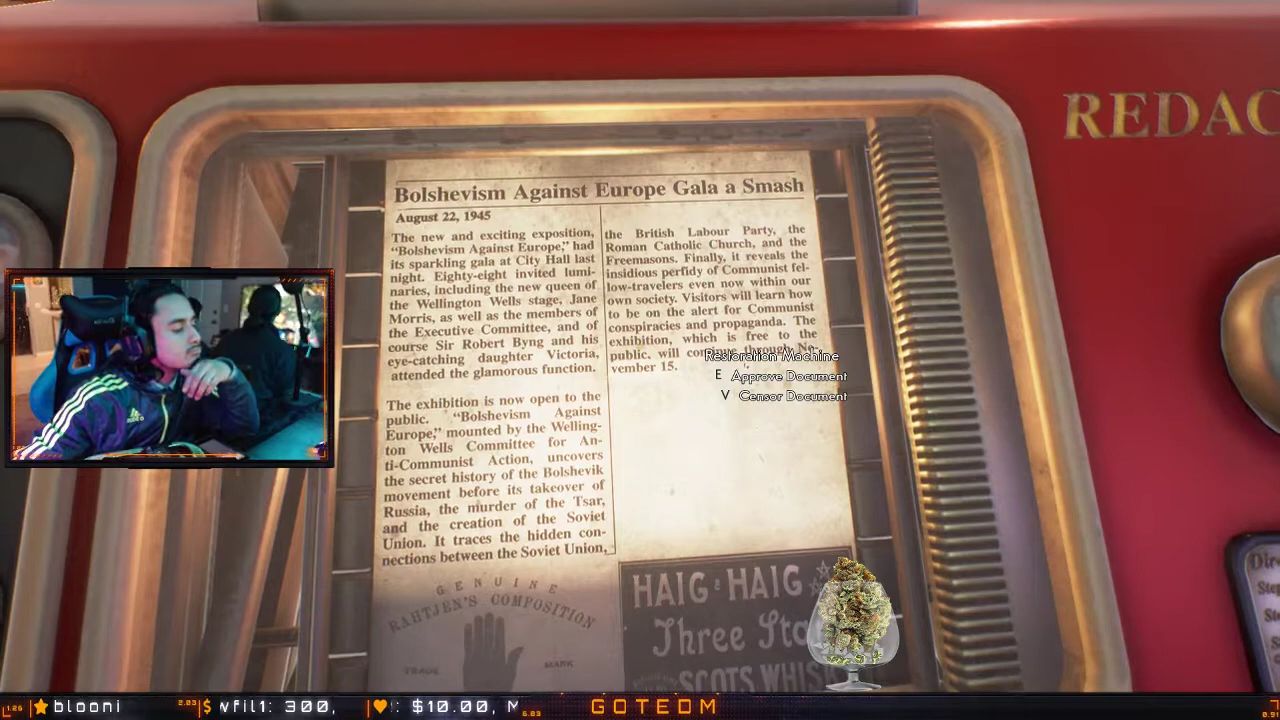 REDAC
Bolshevism Against Europe Gala a Smash
August 22, 1945
The new and exciting exposition,
"Bolshevism Against Europe," had
its sparkling gala at City Hall last
night. Eighty-eight invited lumi-
naries, including the new queen of
the Wellington Wells stage, Jane
Morris, as well as the members of
the Executive Committee, and of
course Sir Robert Byng and his
eye-catching daughter Victoria,
attended the glamorous function.
The exhibition is now open to the
public. "Bolshevism Against
Europe," mounted by the Welling-
ton Wells Committee for An-
ti-Communist Action, uncovers
the secret history of the Bolshevik
movement before its takeover of
Russia, the murder of the Tsar,
and the creation of the Soviet
Union. It traces the hidden con-
nections between the Soviet Union,
the British Labour Party, the
Roman Catholic Church, and the
Freemasons. Finally, it reveals the
insidious perfidy of Communist fel-
low-travelers even now within our
own society. Visitors will learn how
to be on the alert for Communist
conspiracies and propaganda. The
exhibition, which is free to the
public, will continue through No-
vember 15.
Restoration Machine
E Approve Document
V Censor Document
GENUINE
RAHTJEN'S COMPOSITION
TRADE MARK
HAIG & HAIG
Three Sta
SCOTS WHIS
Dire
Ste
blooni
$ vfil1: 300,
: $10.00, M
GOTEDM